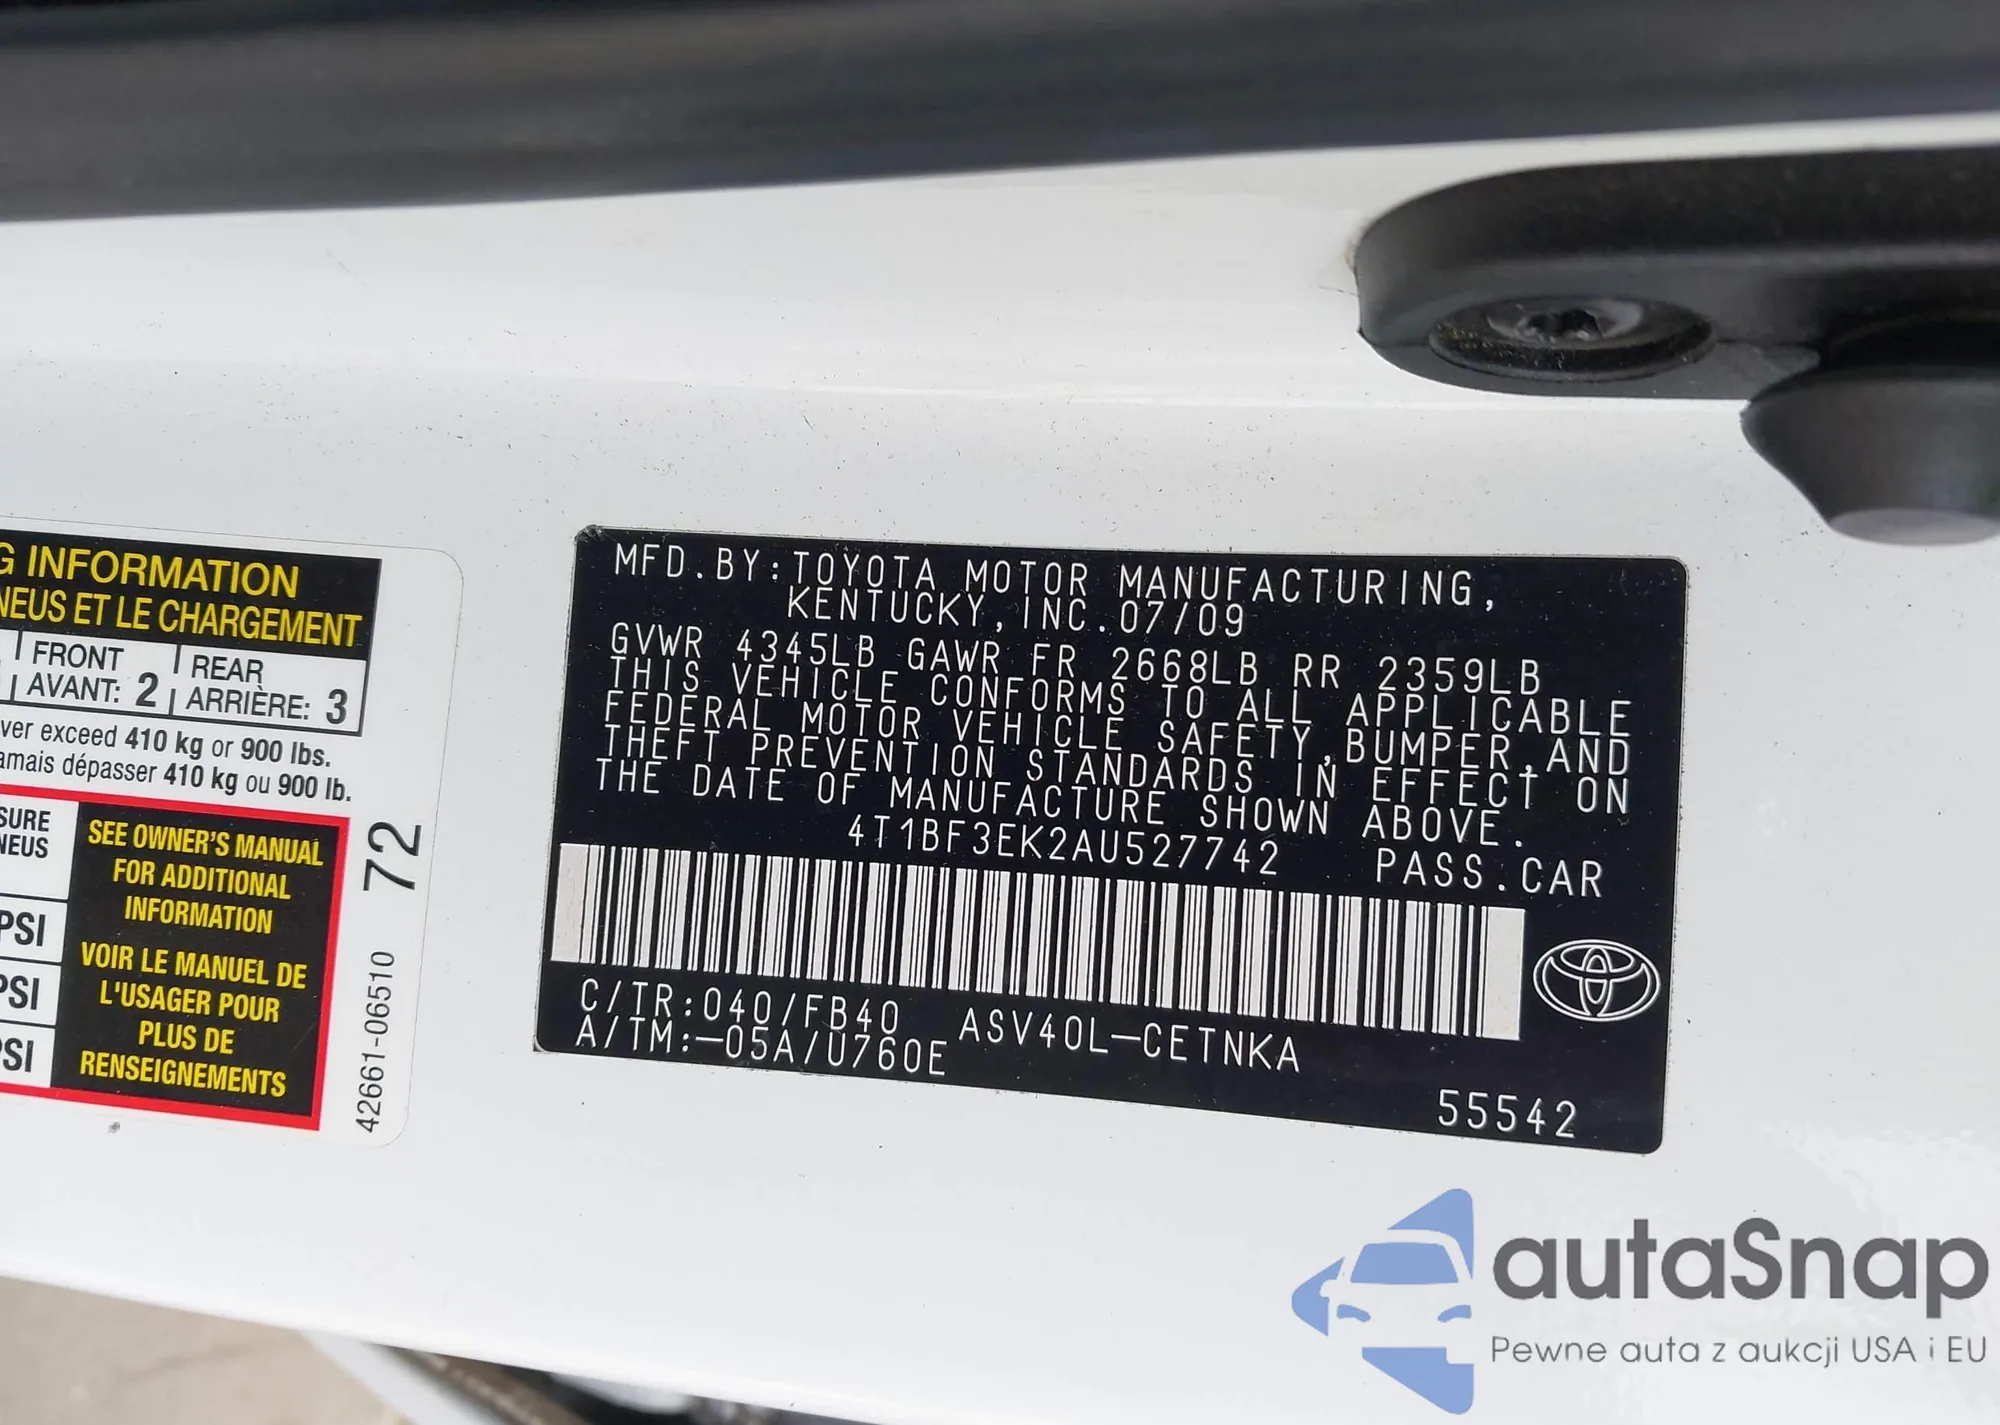 G INFORMATION
NEUS ET LE CHARGEMENT
FRONT
AVANT: 2
REAR
ARRIÈRE: 3
ver exceed 410 kg or 900 lbs.
amais dépasser 410 kg ou 900 lb.
SURE
NEUS
PSI
PSI
PSI
SEE OWNER'S MANUAL
FOR ADDITIONAL
INFORMATION
VOIR LE MANUEL DE
L'USAGER POUR
PLUS DE
RENSEIGNEMENTS
72
42661-06510
MFD.BY:TOYOTA MOTOR MANUFACTURING,
KENTUCKY,INC.07/09
GVWR 4345LB GAWR FR 2668LB RR 2359LB
THIS VEHICLE CONFORMS TO ALL APPLICABLE
FEDERAL MOTOR VEHICLE SAFETY,BUMPER,AND
THEFT PREVENTION STANDARDS IN EFFECT ON
THE DATE OF MANUFACTURE SHOWN ABOVE.
4T1BF3EK2AU527742 PASS.CAR
C/TR:040/FB40 ASV40L-CETNKA
A/TM:-05A/U760E
55542
autaSnap
Pewne auta z aukcji USA i EU